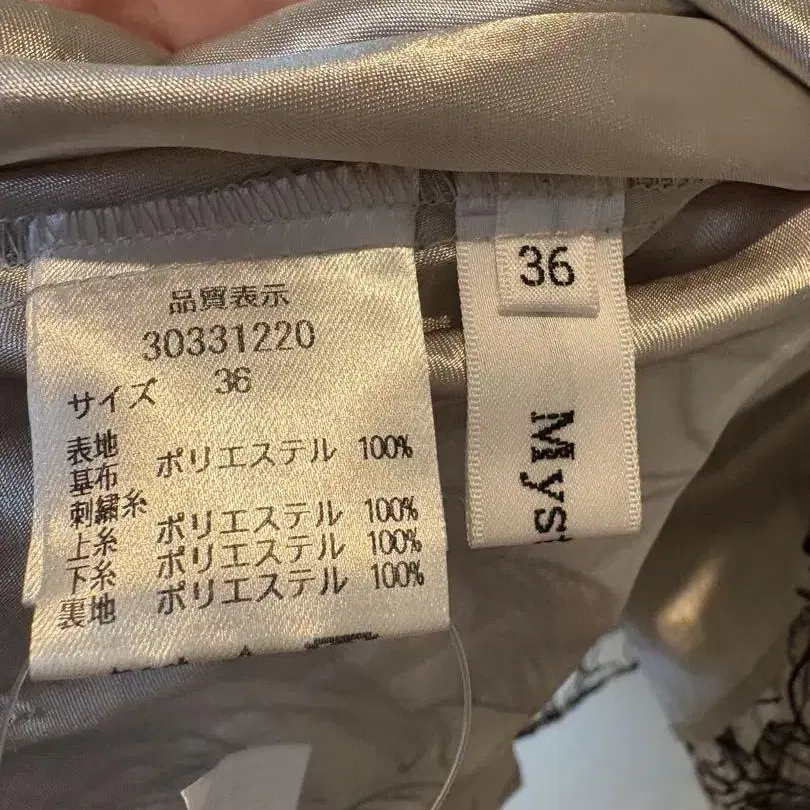 品質表示
30331220
サイズ 36
表地
基布 ポリエステル 100%
刺繍糸
上糸 ポリエステル 100%
下糸 ポリエステル 100%
裏地 ポリエステル 100%
36
Myst